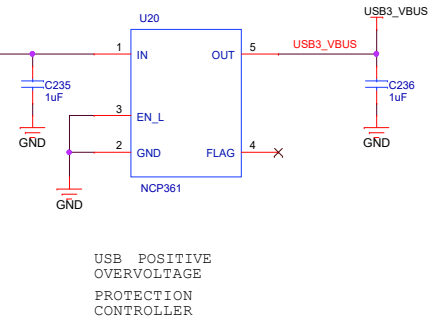 USB3_VBUS
U20
1 IN OUT 5 USB3_VBUS
C235
1uF
C236
1uF
3 EN_L
GND
GND
2 GND FLAG 4
NCP361
GND
USB POSITIVE
OVERVOLTAGE
PROTECTION
CONTROLLER